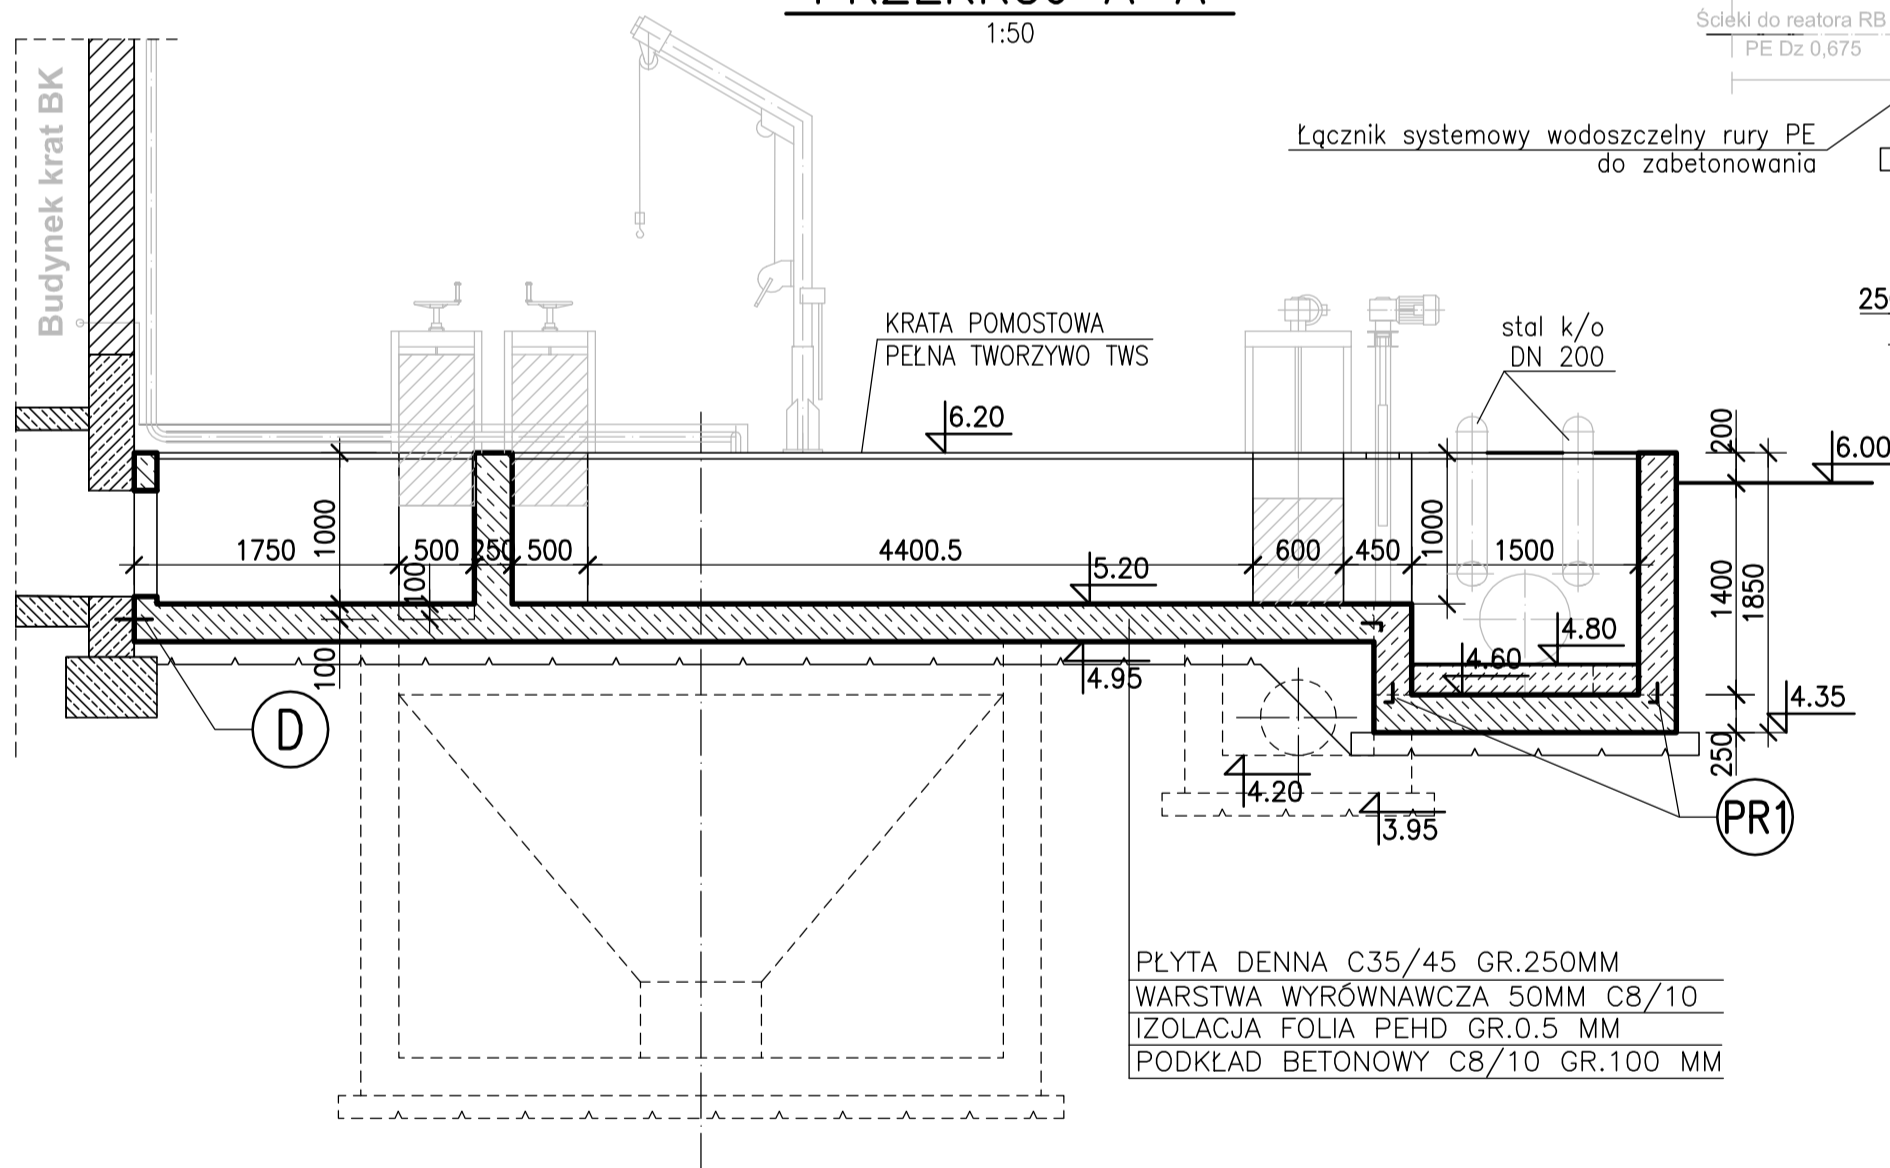 PRZEKRÓJ A-A
1:50
Ścieki do reatora RB
PE Dz 0,675
Łącznik systemowy wodoszczelny rury PE
do zabetonowania
Budynek krat BK
25
KRATA POMOSTOWA
PEŁNA TWORZYWO TWS
stal k/o
DN 200
6.20
200
6.00
1750
1000
500
250
500
4400.5
600
450
1000
1500
100
5.20
1400
1850
4.80
4.60
100
4.95
4.35
D
250
4.20
3.95
PR1
PŁYTA DENNA C35/45 GR.250MM
WARSTWA WYRÓWNAWCZA 50MM C8/10
IZOLACJA FOLIA PEHD GR.0.5 MM
PODKŁAD BETONOWY C8/10 GR.100 MM